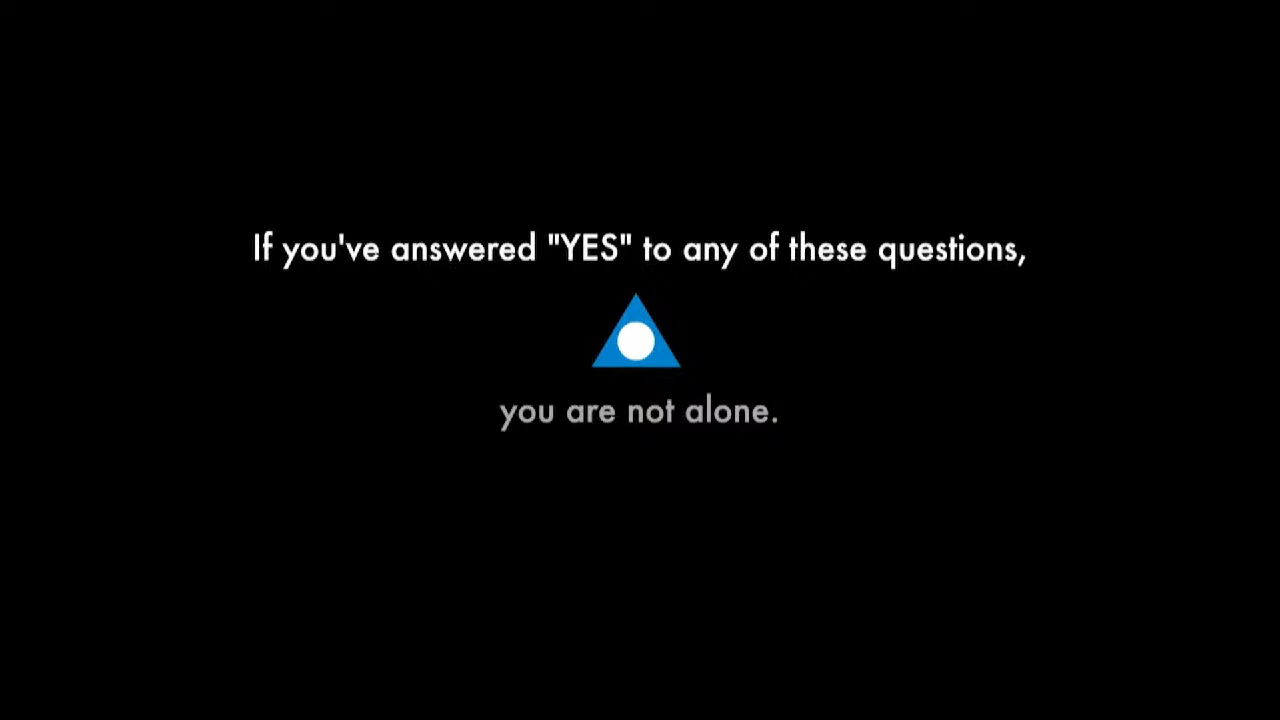 If you've answered "YES" to any of these questions,
you are not alone.